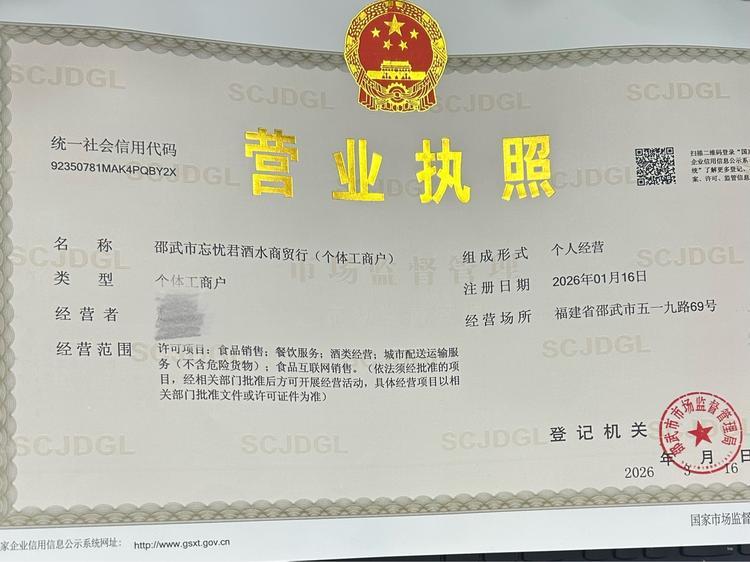 统一社会信用代码
92350781MAK4PQBY2X
营业执照
扫描二维码登录“国
企业信用信息公示系
统”了解更多登记、
案、许可、监管信息
名称 邵武市忘忧君酒水商贸行（个体工商户）
类型 个体工商户
经营者
经营范围 许可项目：食品销售；餐饮服务；酒类经营；城市配送运输服
务（不含危险货物）；食品互联网销售。（依法须经批准的项
目，经相关部门批准后方可开展经营活动，具体经营项目以相
关部门批准文件或许可证件为准）
组成形式 个人经营
注册日期 2026年01月16日
经营场所 福建省邵武市五一九路69号
登记机关
邵武市市场监督管理局
2026 年 月 16 日
家企业信用信息公示系统网址： http://www.gsxt.gov.cn
国家市场监督
SCJDGL
SCJDGL
SCJDGL
SCJDGL
SCJDGL
市场监督管理
SCJDGL
SCJDGL
SCJDGL
SCJDGL
SCJDGL